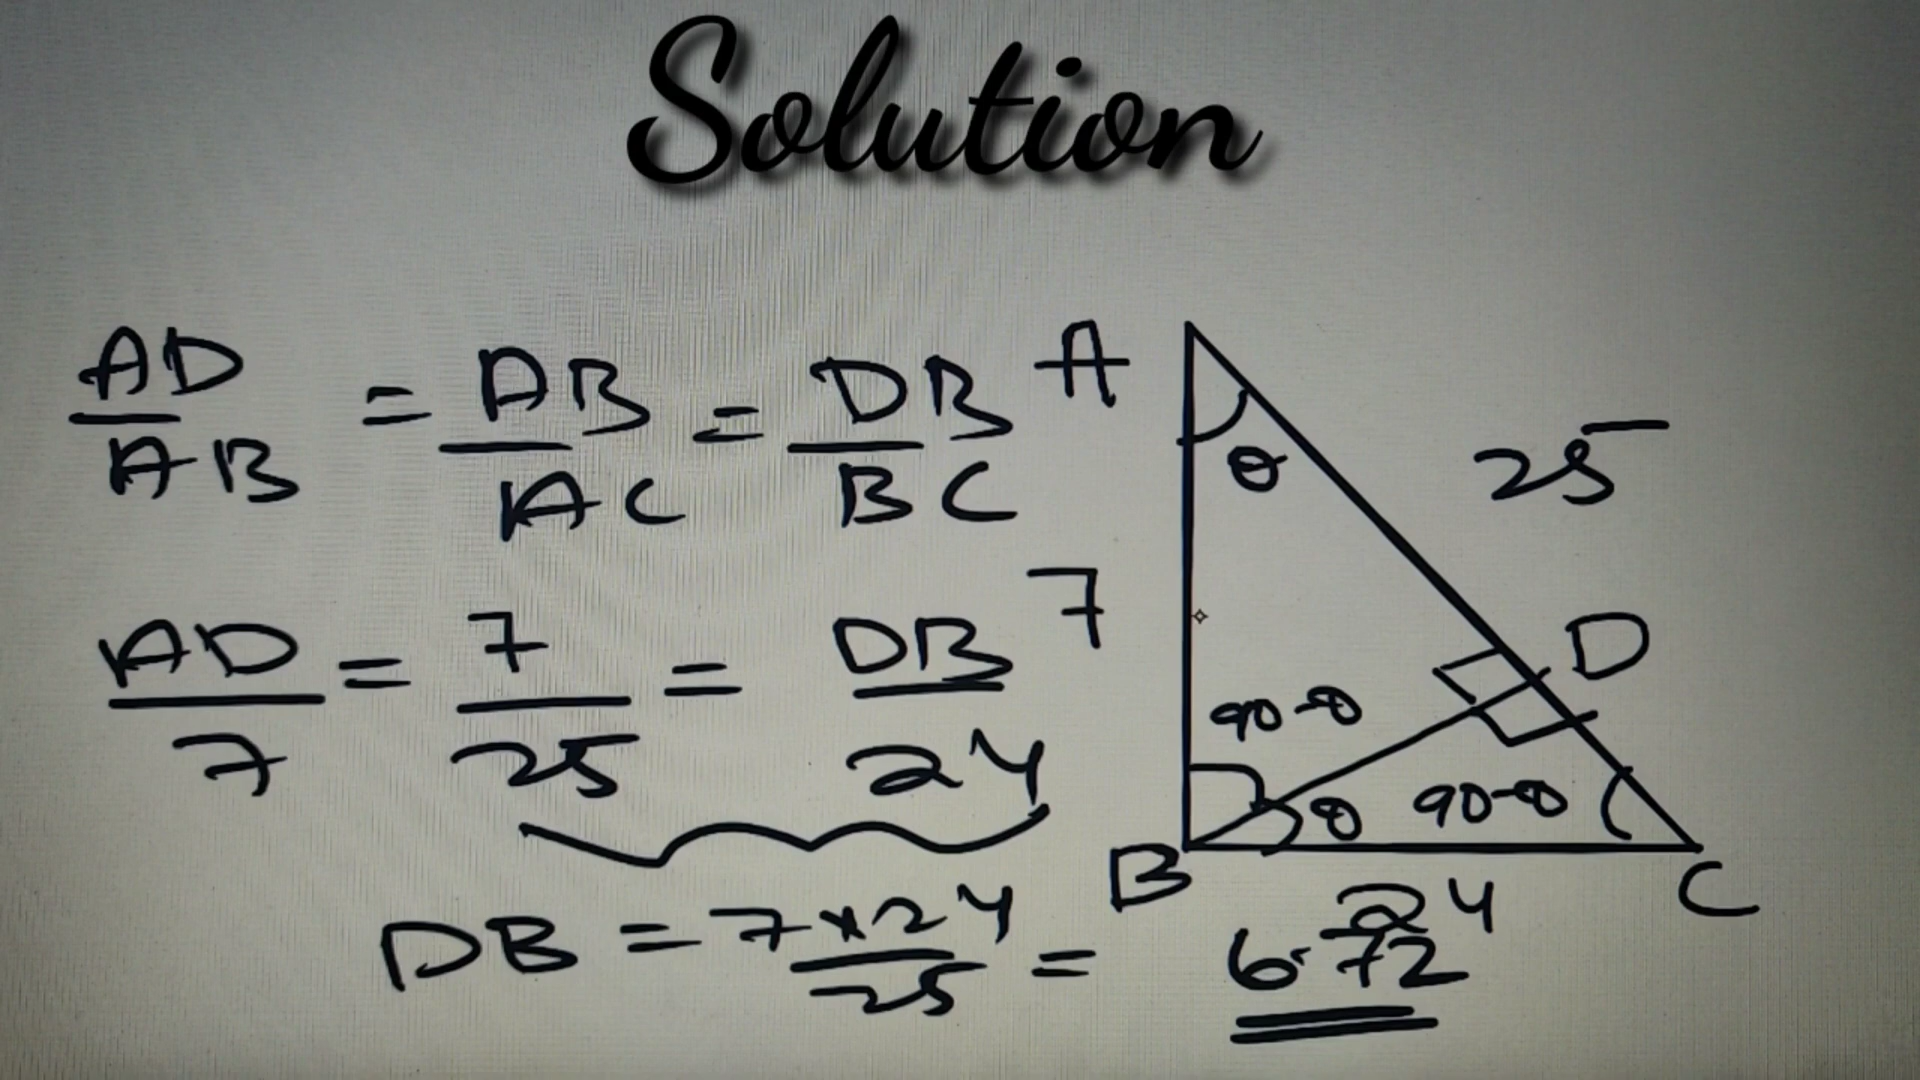 Solution
AD/AB = AB/AC = DB/BC
AD/7 = 7/25 = DB/24
DB = 7×24/25 = 6.72
A
θ
25
7
D
90-θ
θ
90-θ
B
24
C